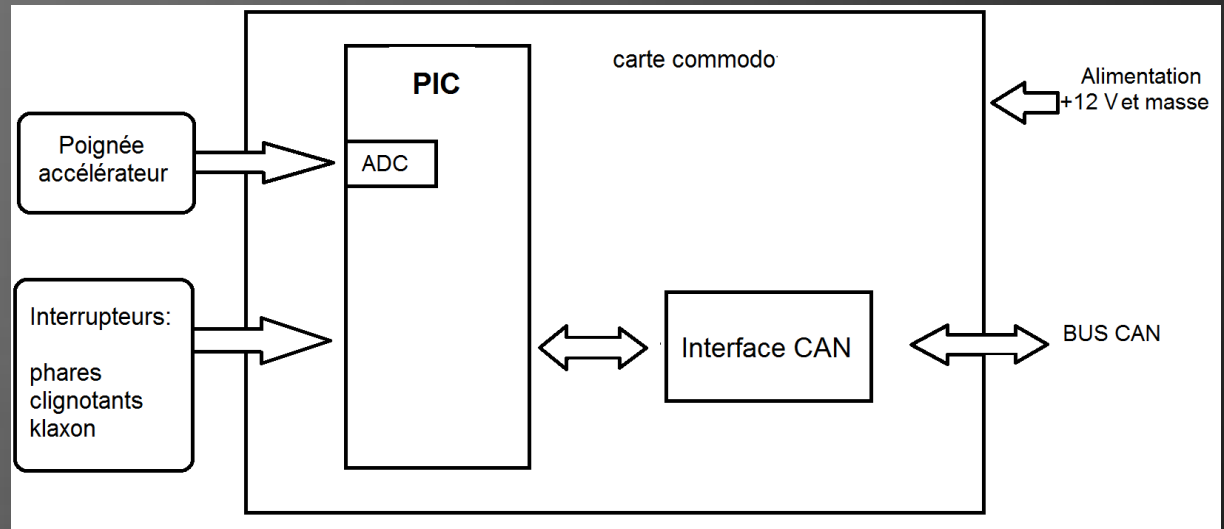 carte commodo
PIC
Alimentation
+12 V et masse
Poignée
accélérateur
ADC
Interrupteurs:
phares
clignotants
klaxon
Interface CAN
BUS CAN